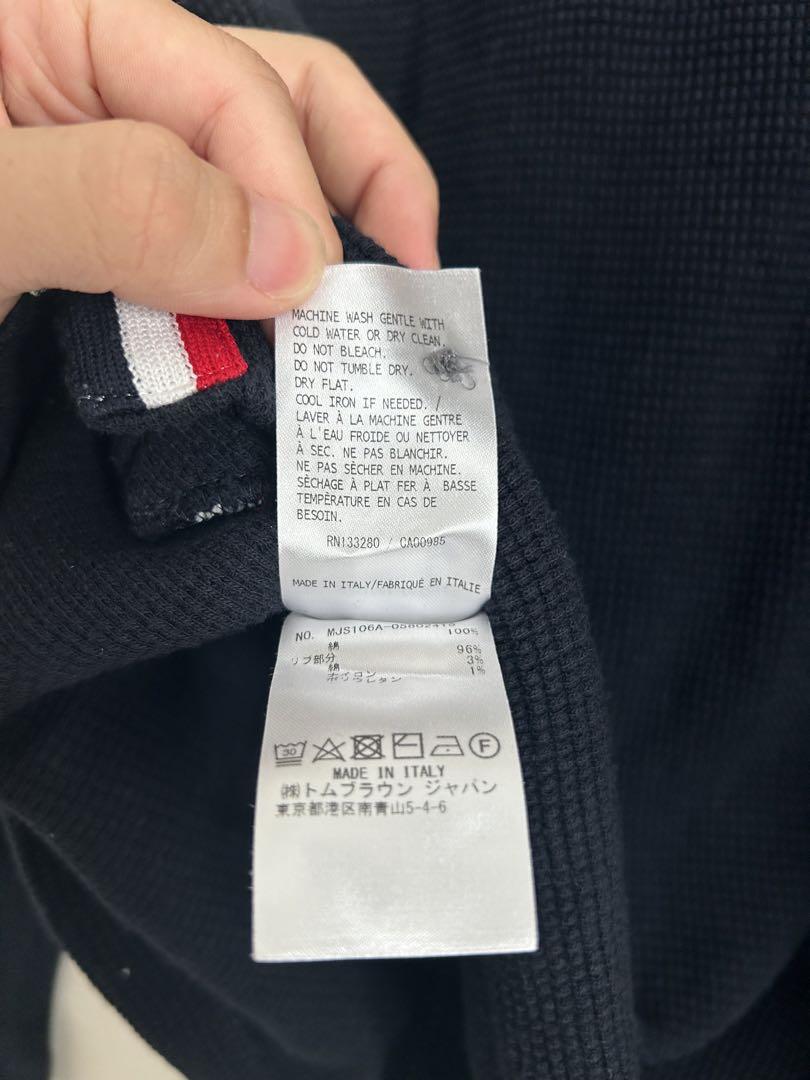 MACHINE WASH GENTLE WITH
COLD WATER OR DRY CLEAN.
DO NOT BLEACH.
DO NOT TUMBLE DRY.
DRY FLAT.
COOL IRON IF NEEDED. /
LAVER À LA MACHINE GENTRE
À L'EAU FROIDE OU NETTOYER
À SEC. NE PAS BLANCHIR.
NE PAS SÈCHER EN MACHINE.
SÈCHAGE À PLAT FER À BASSE
TEMPÈRATURE EN CAS DE
BESOIN.
RN133280 / CA00985
MADE IN ITALY/FABRIQUÉ EN ITALIE
NO. MJS106A-
100%
綿
96%
リブ部分
3%
綿
1%
30
F
MADE IN ITALY
㈱トムブラウン ジャパン
東京都港区南青山5-4-6